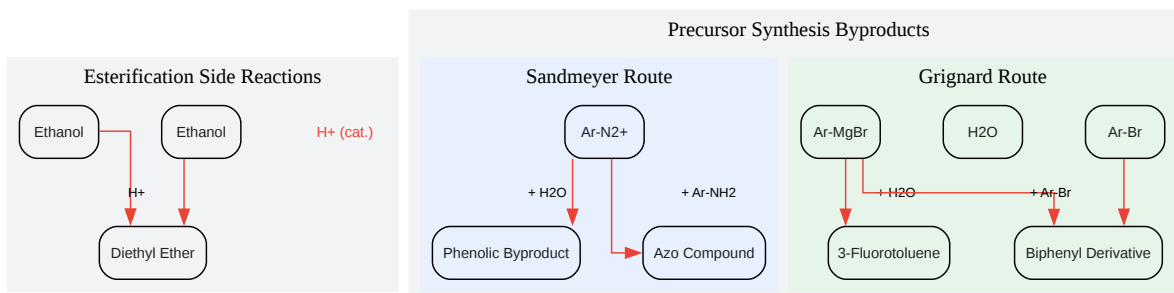 Precursor Synthesis Byproducts
Esterification Side Reactions
Sandmeyer Route
Grignard Route
Ethanol
Ethanol
H+ (cat.)
Ar-N2+
Ar-MgBr
H2O
Ar-Br
H+
+ H2O
+ Ar-NH2
+ H2O
+ Ar-Br
Diethyl Ether
Phenolic Byproduct
Azo Compound
3-Fluorotoluene
Biphenyl Derivative